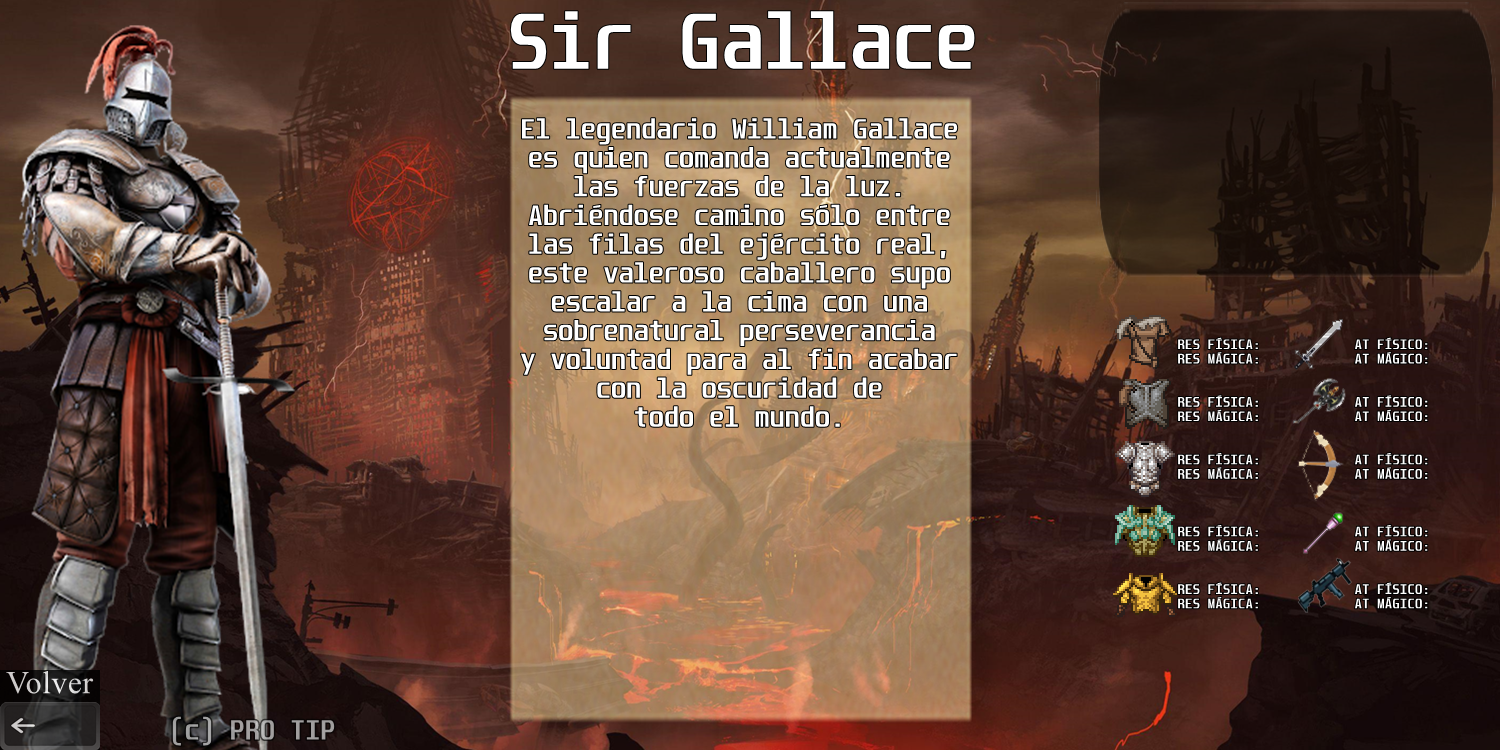 Sir Gallace
El legendario William Gallace
es quien comanda actualmente
las fuerzas de la luz.
Abriéndose camino sólo entre
las filas del ejército real,
este valeroso caballero supo
escalar a la cima con una
sobrenatural perseverancia
y voluntad para al fin acabar
con la oscuridad de
todo el mundo.
RES FÍSICA: AT FÍSICO:
RES MÁGICA: AT MÁGICO:
RES FÍSICA: AT FÍSICO:
RES MÁGICA: AT MÁGICO:
RES FÍSICA: AT FÍSICO:
RES MÁGICA: AT MÁGICO:
RES FÍSICA: AT FÍSICO:
RES MÁGICA: AT MÁGICO:
RES FÍSICA: AT FÍSICO:
RES MÁGICA: AT MÁGICO:
Volver
(c) PRO TIP